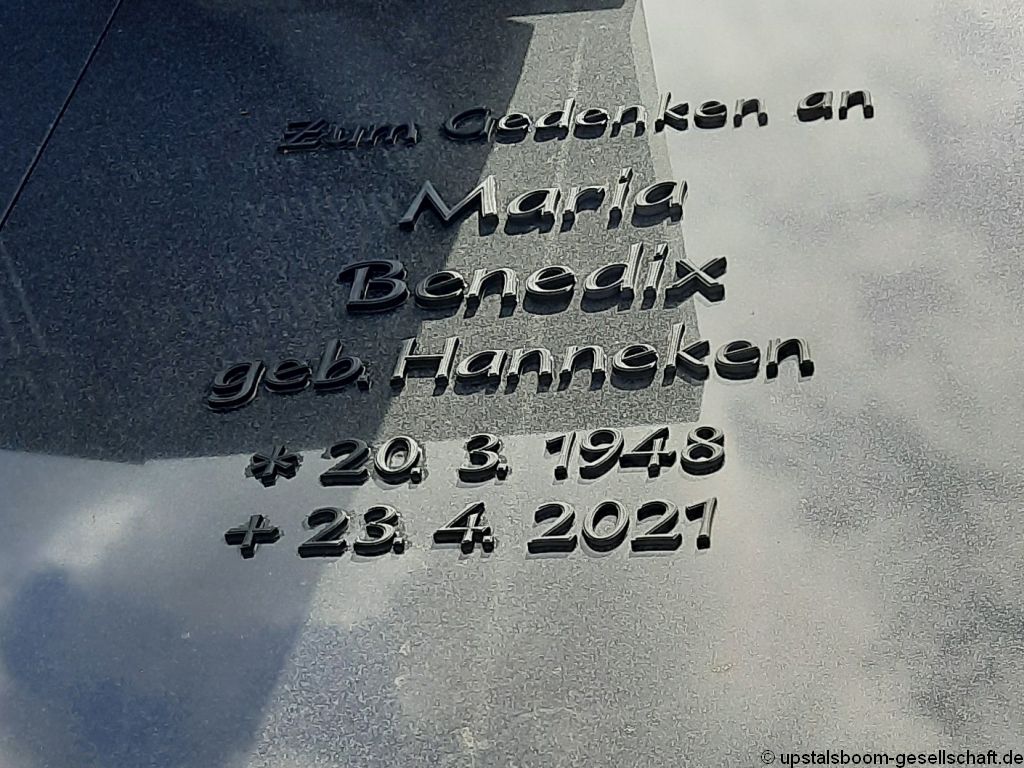 Zum Gedenken an
Maria
Benedix
geb. Hanneken
* 20. 3. 1948
+ 23. 4. 2021
© upstalsboom-gesellschaft.de